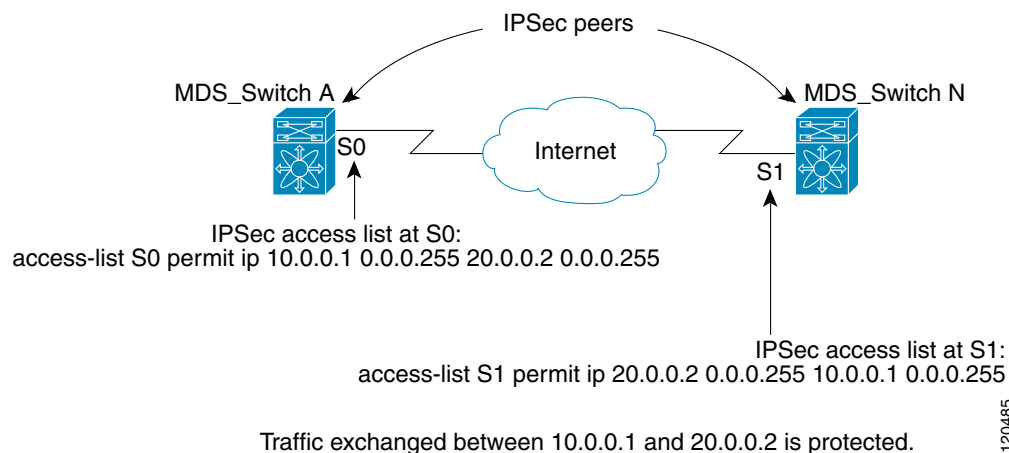 IPSec peers
MDS_Switch A
MDS_Switch N
S0
Internet
S1
IPSec access list at S0:
access-list S0 permit ip 10.0.0.1 0.0.0.255 20.0.0.2 0.0.0.255
IPSec access list at S1:
access-list S1 permit ip 20.0.0.2 0.0.0.255 10.0.0.1 0.0.0.255
Traffic exchanged between 10.0.0.1 and 20.0.0.2 is protected.
120485